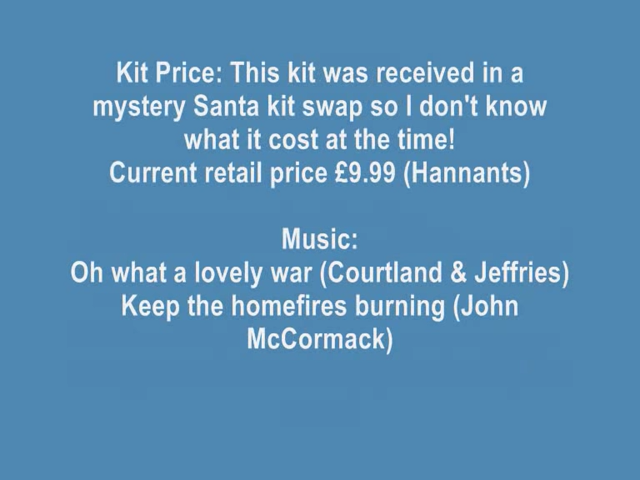 Kit Price: This kit was received in a
mystery Santa kit swap so I don't know
what it cost at the time!
Current retail price £9.99 (Hannants)
Music:
Oh what a lovely war (Courtland & Jeffries)
Keep the homefires burning (John
McCormack)